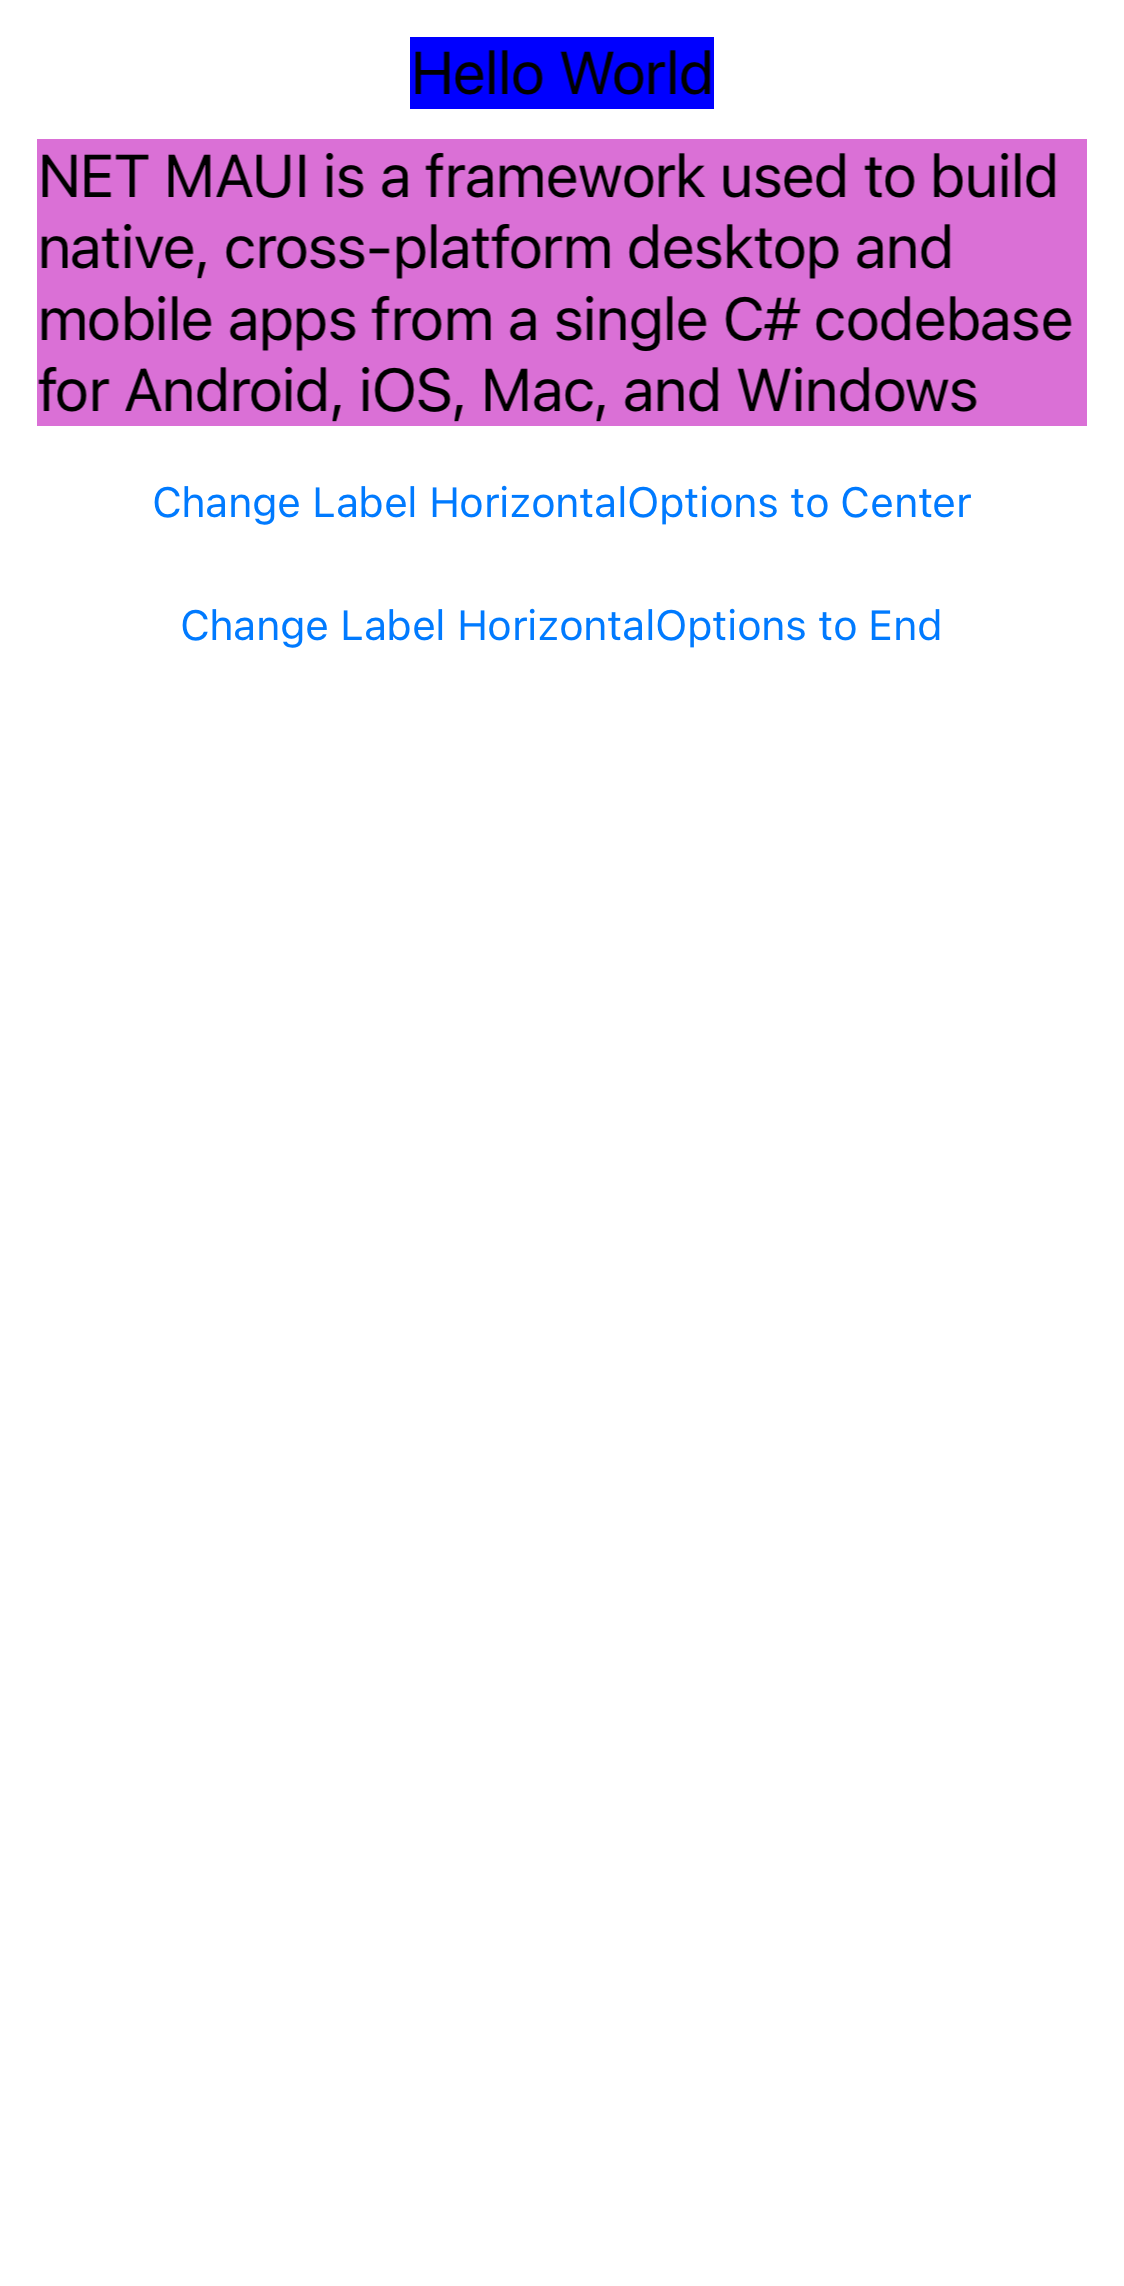 Hello World
NET MAUI is a framework used to build
native, cross-platform desktop and
mobile apps from a single C# codebase
for Android, iOS, Mac, and Windows
Change Label HorizontalOptions to Center
Change Label HorizontalOptions to End